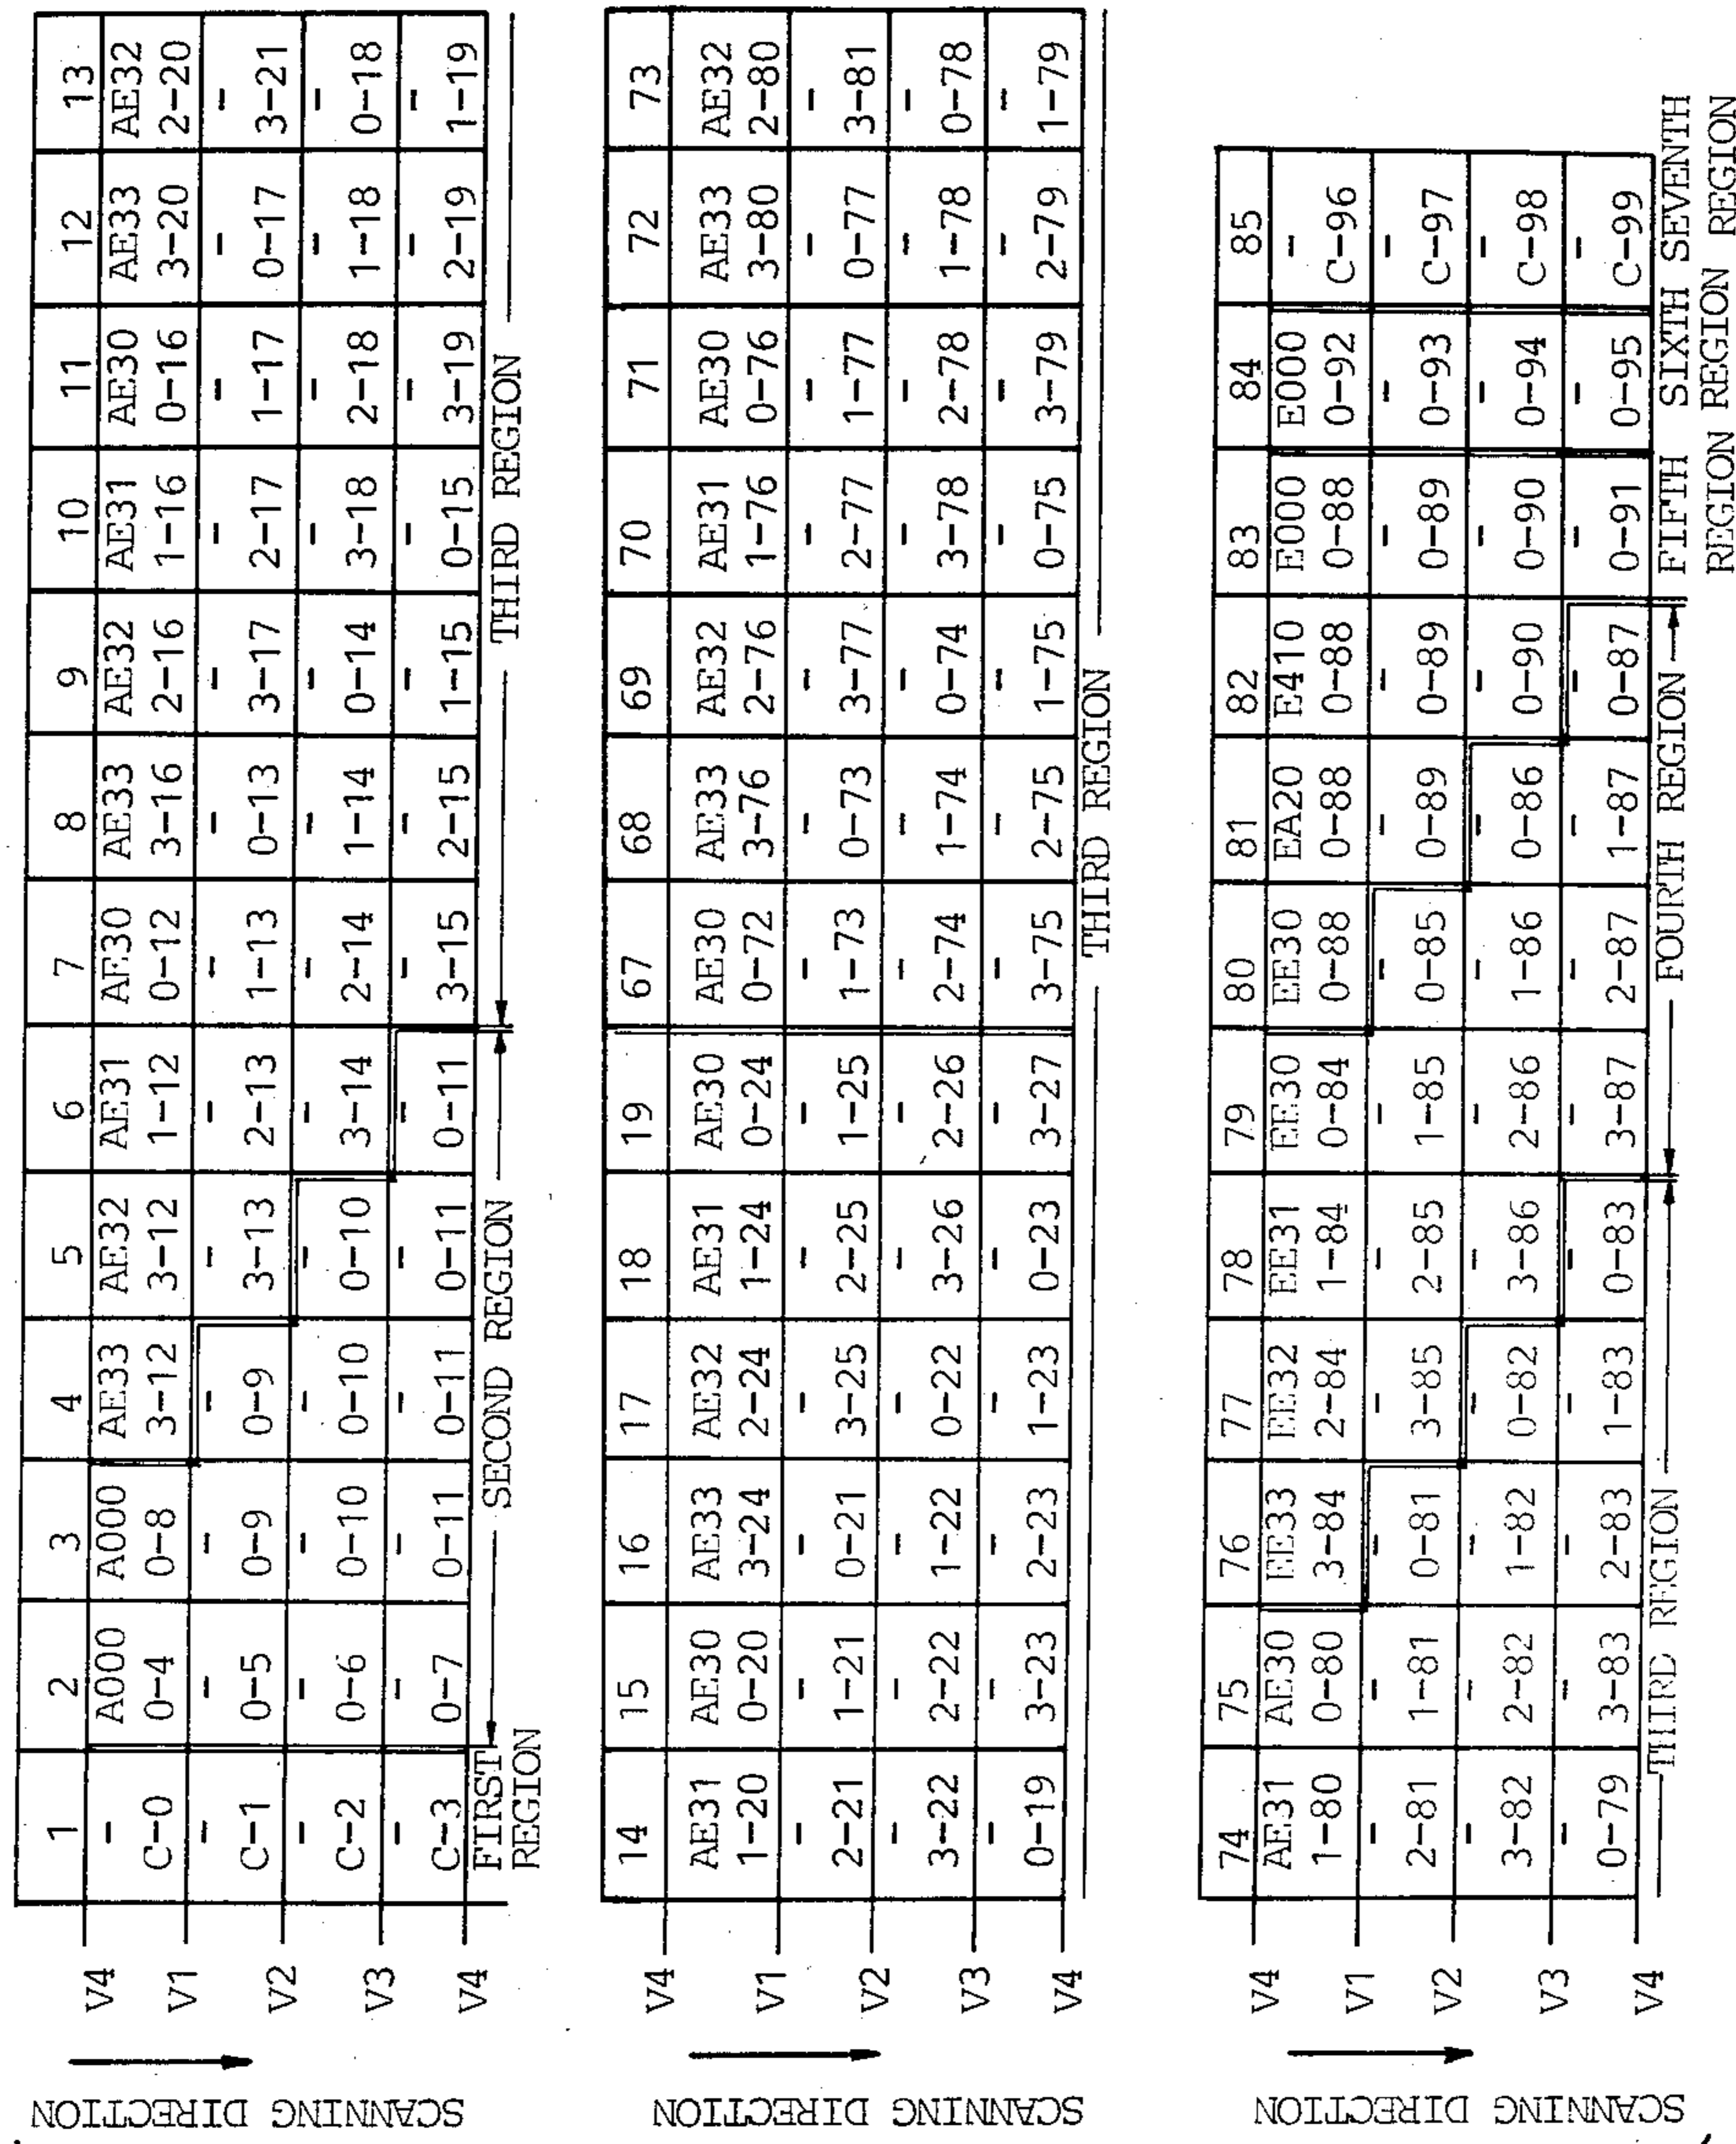 1 2 3 4 5 6 7 8 9 10 11 12 13
V4 - A000 A000 AE33 AE32 AE31 AE30 AE33 AE32 AE31 AE30 AE33 AE32
C-0 0-4 0-8 3-12 3-12 1-12 0-12 3-16 2-16 1-16 0-16 3-20 2-20
V1 - - - - - - - - - - - - -
C-1 0-5 0-9 0-9 3-13 2-13 1-13 0-13 3-17 2-17 1-17 0-17 3-21
V2 - - - - - - - - - - - - -
C-2 0-6 0-10 0-10 0-10 3-14 2-14 1-14 0-14 3-18 2-18 1-18 0-18
V3 - - - - - - - - - - - - -
C-3 0-7 0-11 0-11 0-11 0-11 3-15 2-15 1-15 0-15 3-19 2-19 1-19
V4
FIRST REGION
SECOND REGION
THIRD REGION
SCANNING DIRECTION
14 15 16 17 18 19 67 68 69 70 71 72 73
V4 AE31 AE30 AE33 AE32 AE31 AE30 AE30 AE33 AE32 AE31 AE30 AE33 AE32
1-20 0-20 3-24 2-24 1-24 0-24 0-72 3-76 2-76 1-76 0-76 3-80 2-80
V1 - - - - - - - - - - - - -
2-21 1-21 0-21 3-25 2-25 1-25 1-73 0-73 3-77 2-77 1-77 0-77 3-81
V2 - - - - - - - - - - - - -
3-22 2-22 1-22 0-22 3-26 2-26 2-74 1-74 0-74 3-78 2-78 1-78 0-78
V3 - - - - - - - - - - - - -
0-19 3-23 2-23 1-23 0-23 3-27 3-75 2-75 1-75 0-75 3-79 2-79 1-79
V4
THIRD REGION
SCANNING DIRECTION
74 75 76 77 78 79 80 81 82 83 84 85
V4 AE31 AE30 EE33 EE32 EE31 EE30 EE30 EA20 E410 E000 E000 -
1-80 0-80 3-84 2-84 1-84 0-84 0-88 0-88 0-88 0-88 0-92 C-96
V1 - - - - - - - - - - - -
2-81 1-81 0-81 3-85 2-85 1-85 0-85 0-89 0-89 0-89 0-93 C-97
V2 - - - - - - - - - - - -
3-82 2-82 1-82 0-82 3-86 2-86 1-86 0-86 0-90 0-90 0-94 C-98
V3 - - - - - - - - - - - -
0-79 3-83 2-83 1-83 0-83 3-87 2-87 1-87 0-87 0-91 0-95 C-99
V4
THIRD REGION
FOURTH REGION
FIFTH REGION
SIXTH REGION
SEVENTH REGION
SCANNING DIRECTION